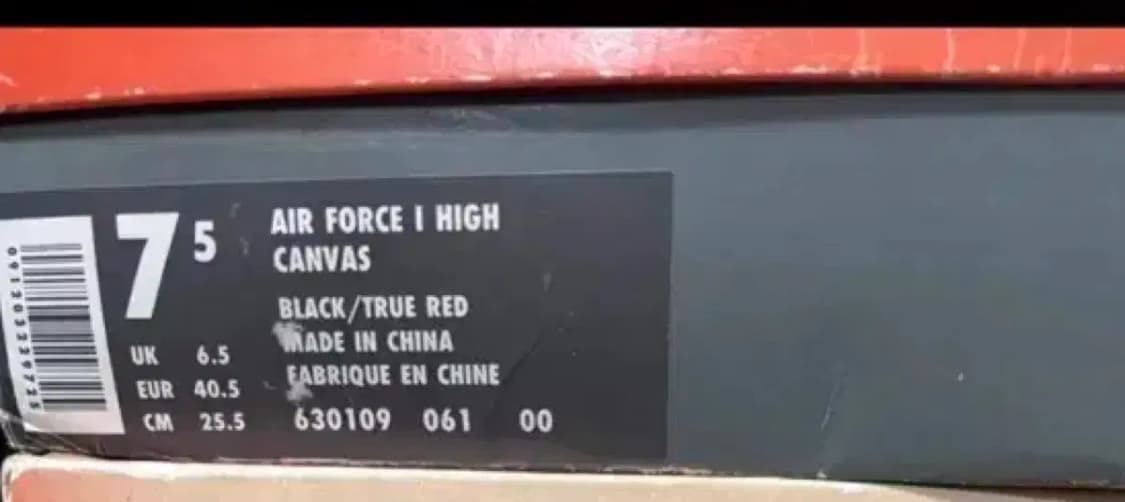 7 5
AIR FORCE I HIGH
CANVAS
BLACK/TRUE RED
MADE IN CHINA
FABRIQUE EN CHINE
UK 6.5
EUR 40.5
CM 25.5
630109 061 00